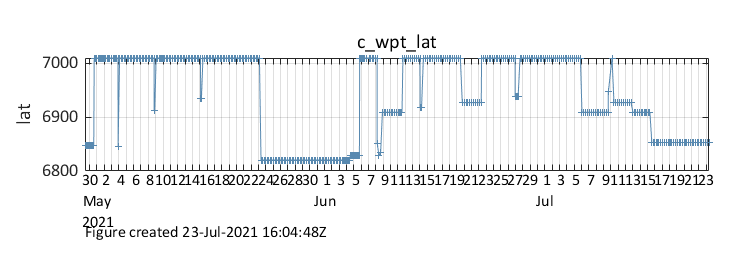 c_wpt_lat
7000
6900
6800
lat
30 2 4 6 8 10 12 14 16 18 20 22 24 26 28 30 1 3 5 7 9 11 13 15 17 19 21 23 25 27 29 1 3 5 7 9 11 13 15 17 19 21 23
May Jun Jul
2021
Figure created 23-Jul-2021 16:04:48Z